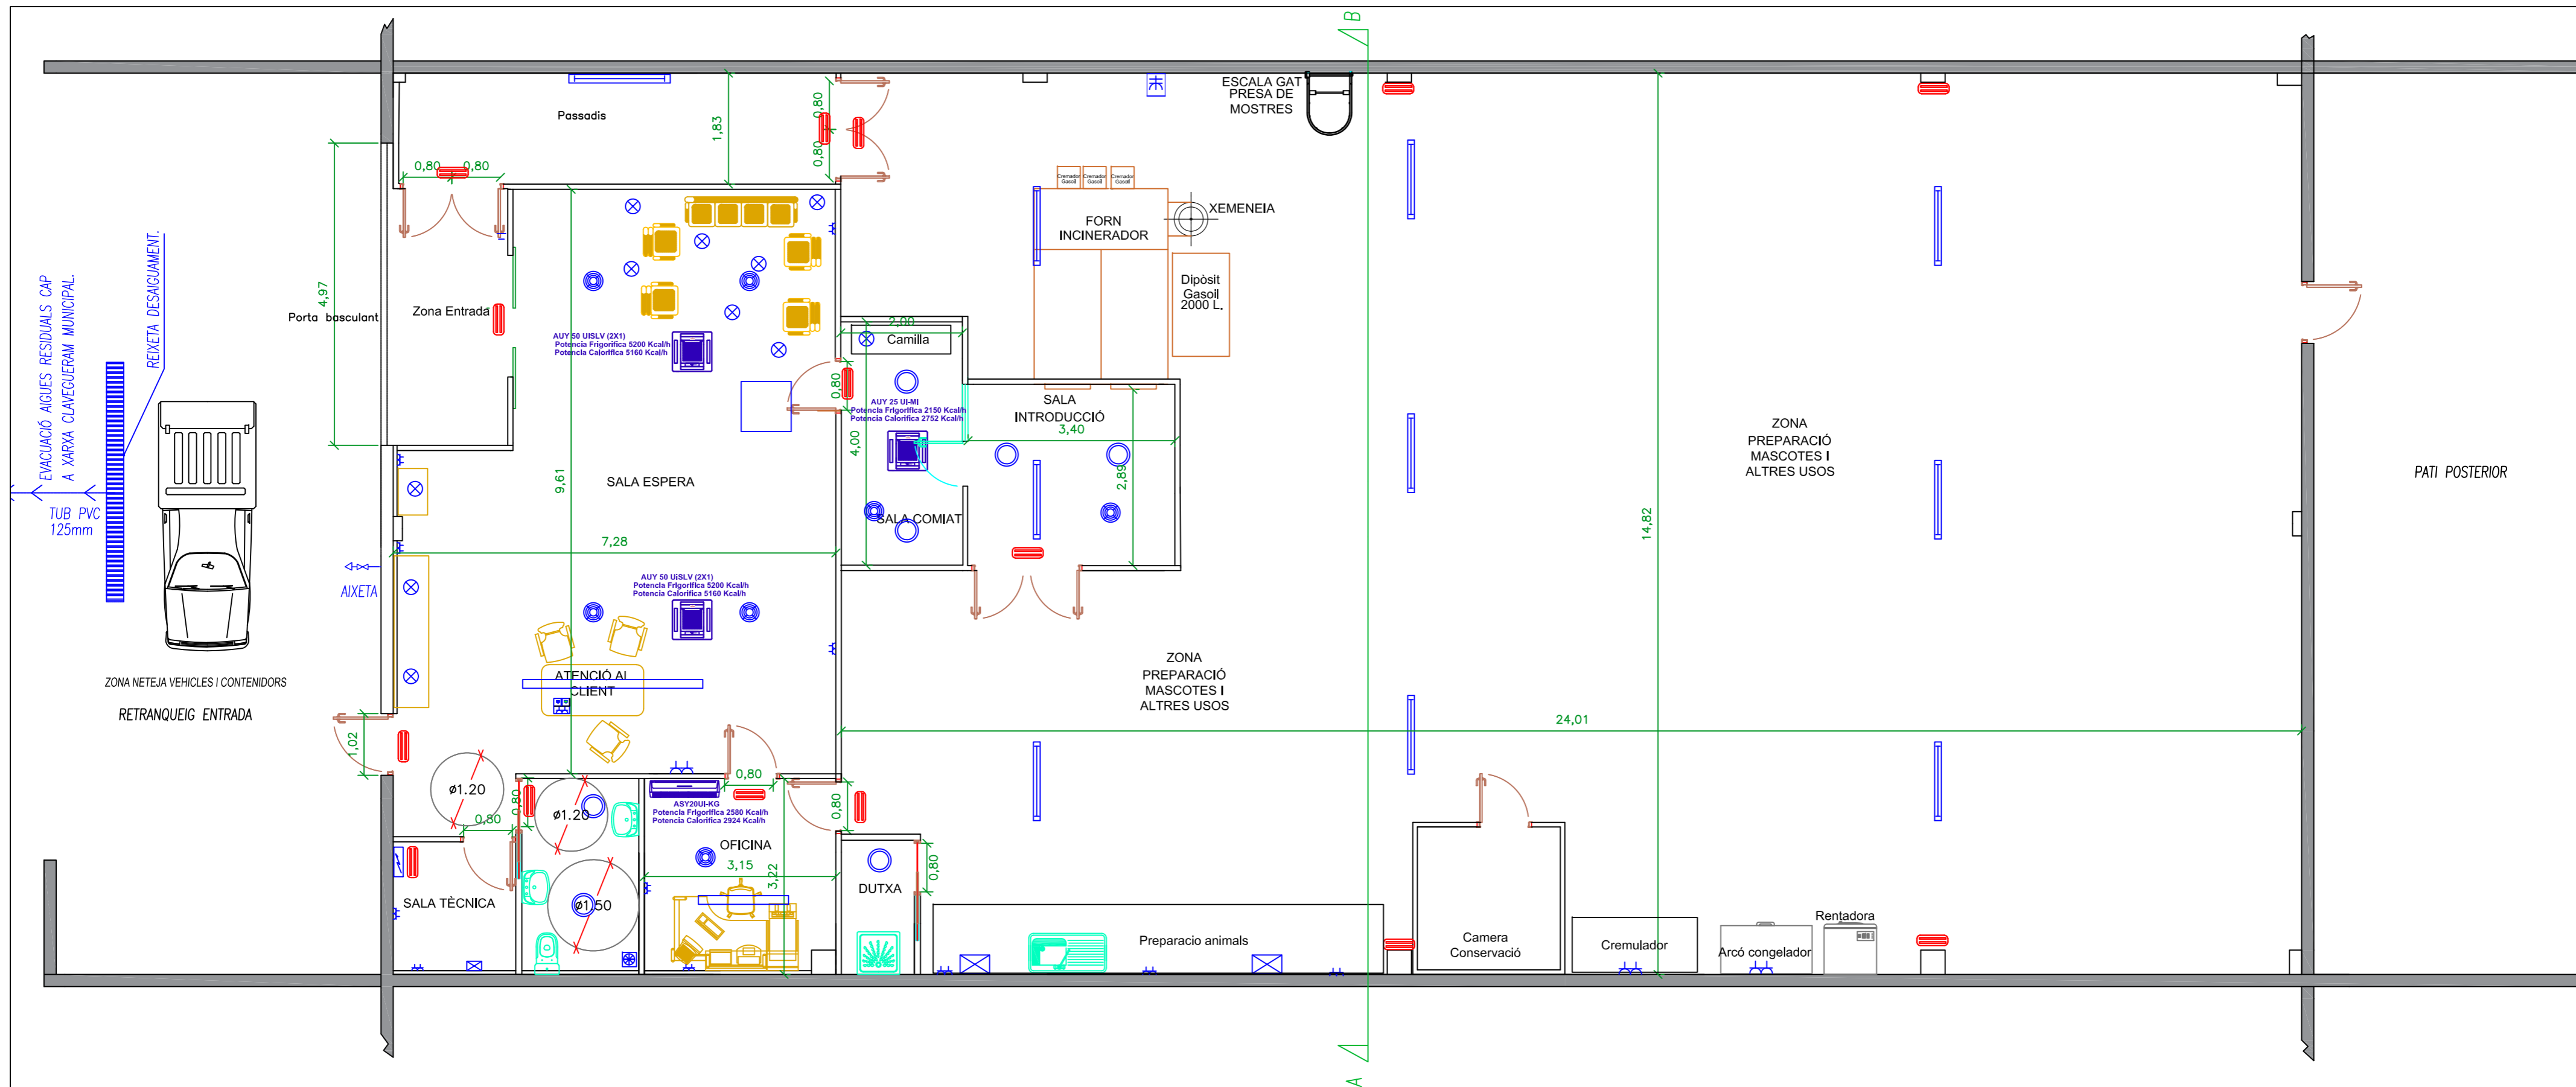 B
ESCALA GAT
PRESA DE
MOSTRES
Passadis
1,83
0,80
0,80
0,80
0,80
Cremador
Gasoil
Cremador
Gasoil
Cremador
Gasoil
FORN
INCINERADOR
XEMENEIA
Dipòsit
Gasoil
2000 L.
EVACUACIÓ AIGUES RESIDUALS CAP
A XARXA CLAVEGUERAM MUNICIPAL.
REIXETA DESAIGUAMENT.
4,97
Porta basculant
Zona Entrada
AUY 50 UISLV (2X1)
Potencia Frigorifica 5200 Kcal/h
Potencia Calorifica 5160 Kcal/h
2,00
Camilla
0,80
AUY 25 UI-MI
Potencia Frigorifica 2150 Kcal/h
Potencia Calorifica 2752 Kcal/h
4,00
SALA
INTRODUCCIÓ
3,40
2,89
SALA COMIAT
ZONA
PREPARACIÓ
MASCOTES I
ALTRES USOS
PATI POSTERIOR
9,61
SALA ESPERA
14,82
TUB PVC
125mm
7,28
AIXETA
AUY 50 UiSLV (2X1)
Potencia Frigorifica 5200 Kcal/h
Potencia Calorifica 5160 Kcal/h
ATENCIÓ AL
CLIENT
ZONA NETEJA VEHICLES I CONTENIDORS
RETRANQUEIG ENTRADA
ZONA
PREPARACIÓ
MASCOTES I
ALTRES USOS
24,01
1,02
ø1.20
0,80
0,80
ø1.20
0,80
ASY20UI-KG
Potencia Frigorifica 2580 Kcal/h
Potencia Calorifica 2924 Kcal/h
0,80
OFICINA
3,15
3,22
DUTXA
0,80
SALA TÈCNICA
ø1.50
Preparacio animals
Camera
Conservació
Cremulador
Arcó congelador
Rentadora
A